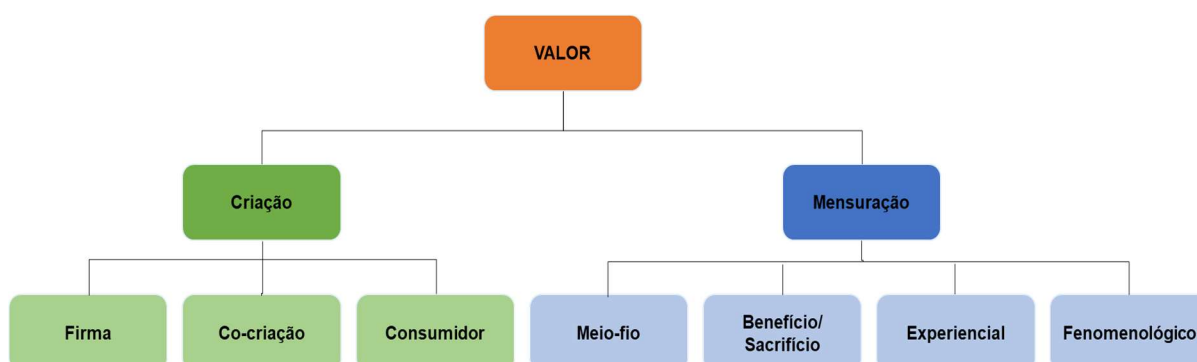 VALOR
Criação
Mensuração
Firma
Co-criação
Consumidor
Meio-fio
Benefício/
Sacrifício
Experiencial
Fenomenológico